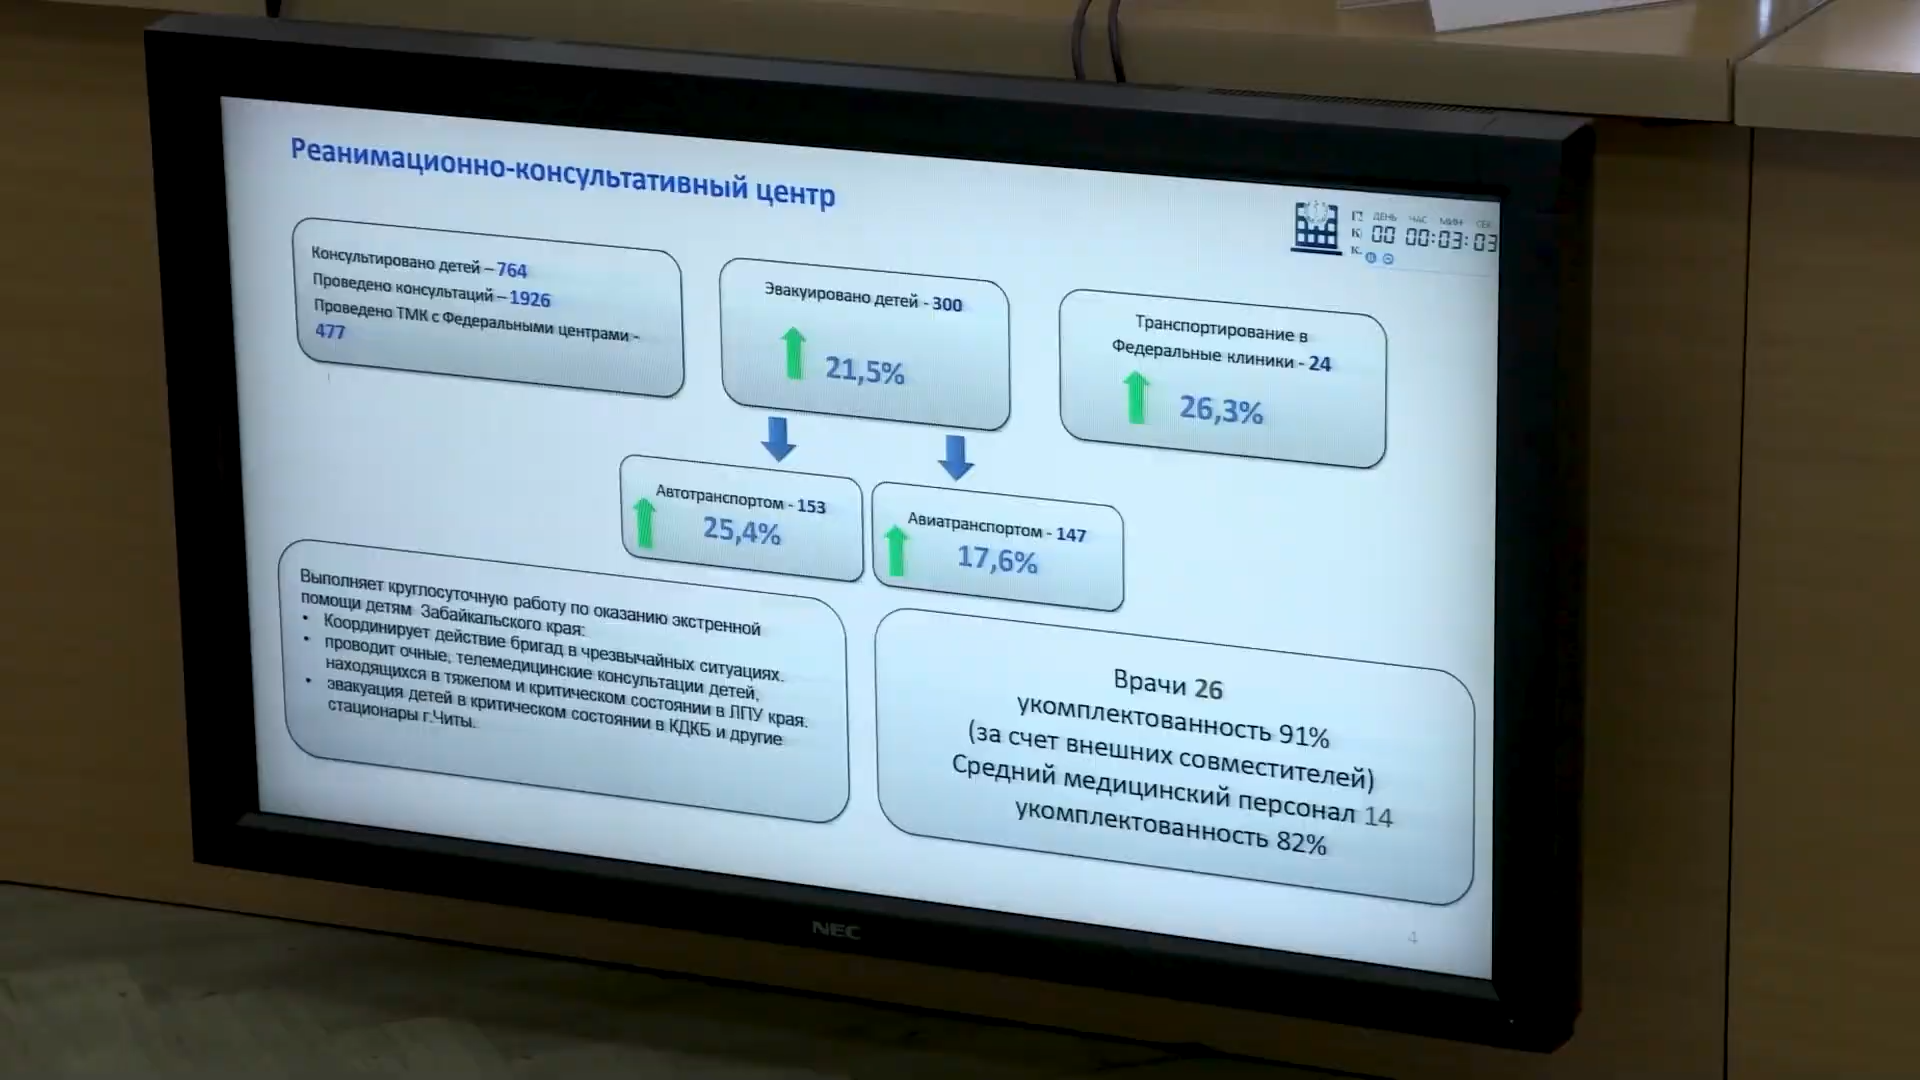 Реанимационно-консультативный центр
ДЕНЬ ЧАС МИН СЕК
00 00:03:03
Консультировано детей – 764
Проведено консультаций – 1926
Проведено ТМК с Федеральными центрами -
477
Эвакуировано детей - 300
21,5%
Транспортирование в
Федеральные клиники - 24
26,3%
Автотранспортом - 153
25,4%
Авиатранспортом - 147
17,6%
Выполняет круглосуточную работу по оказанию экстренной
помощи детям Забайкальского края:
• Координирует действие бригад в чрезвычайных ситуациях.
• проводит очные, телемедицинские консультации детей,
находящихся в тяжелом и критическом состоянии в ЛПУ края.
• эвакуация детей в критическом состоянии в КДКБ и другие
стационары г.Читы.
Врачи 26
укомплектованность 91%
(за счет внешних совместителей)
Средний медицинский персонал 14
укомплектованность 82%
4
NEC